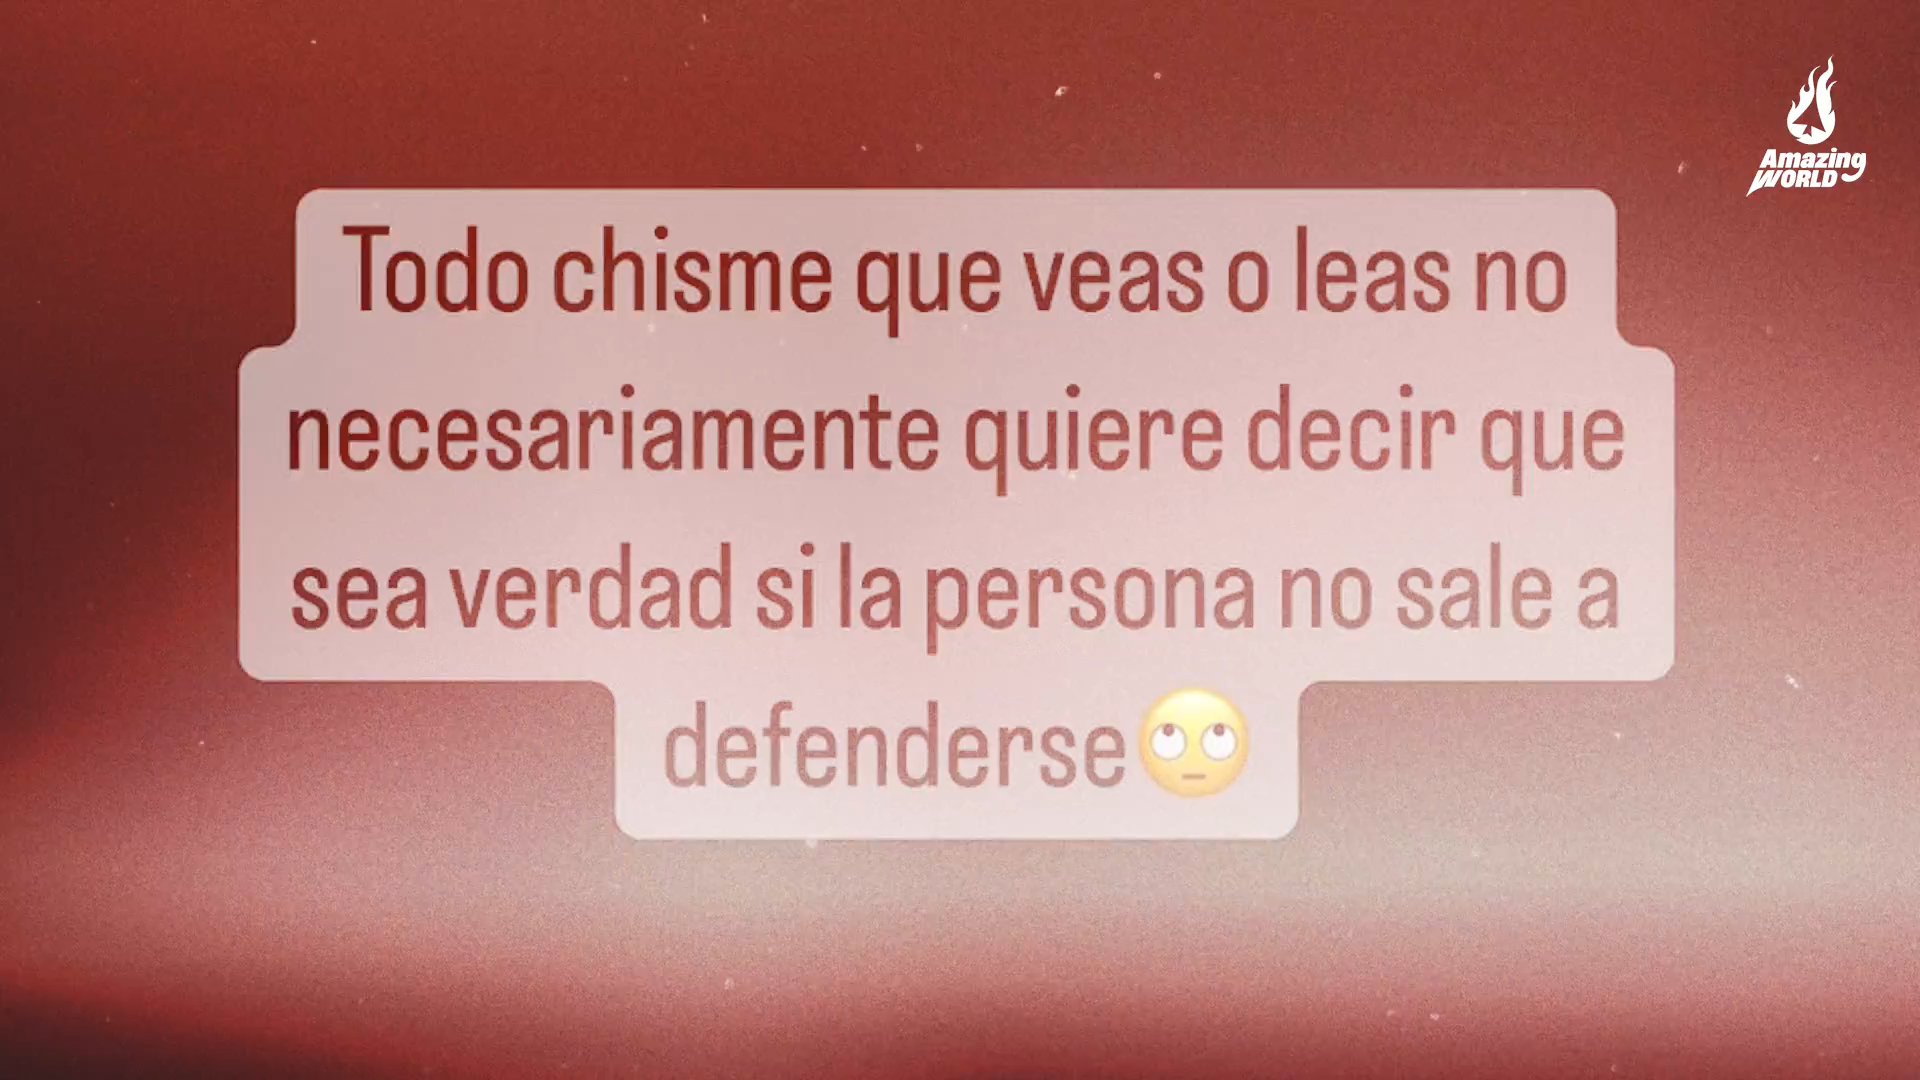 Amazing
WORLD
Todo chisme que veas o leas no
necesariamente quiere decir que
sea verdad si la persona no sale a
defenderse🙄